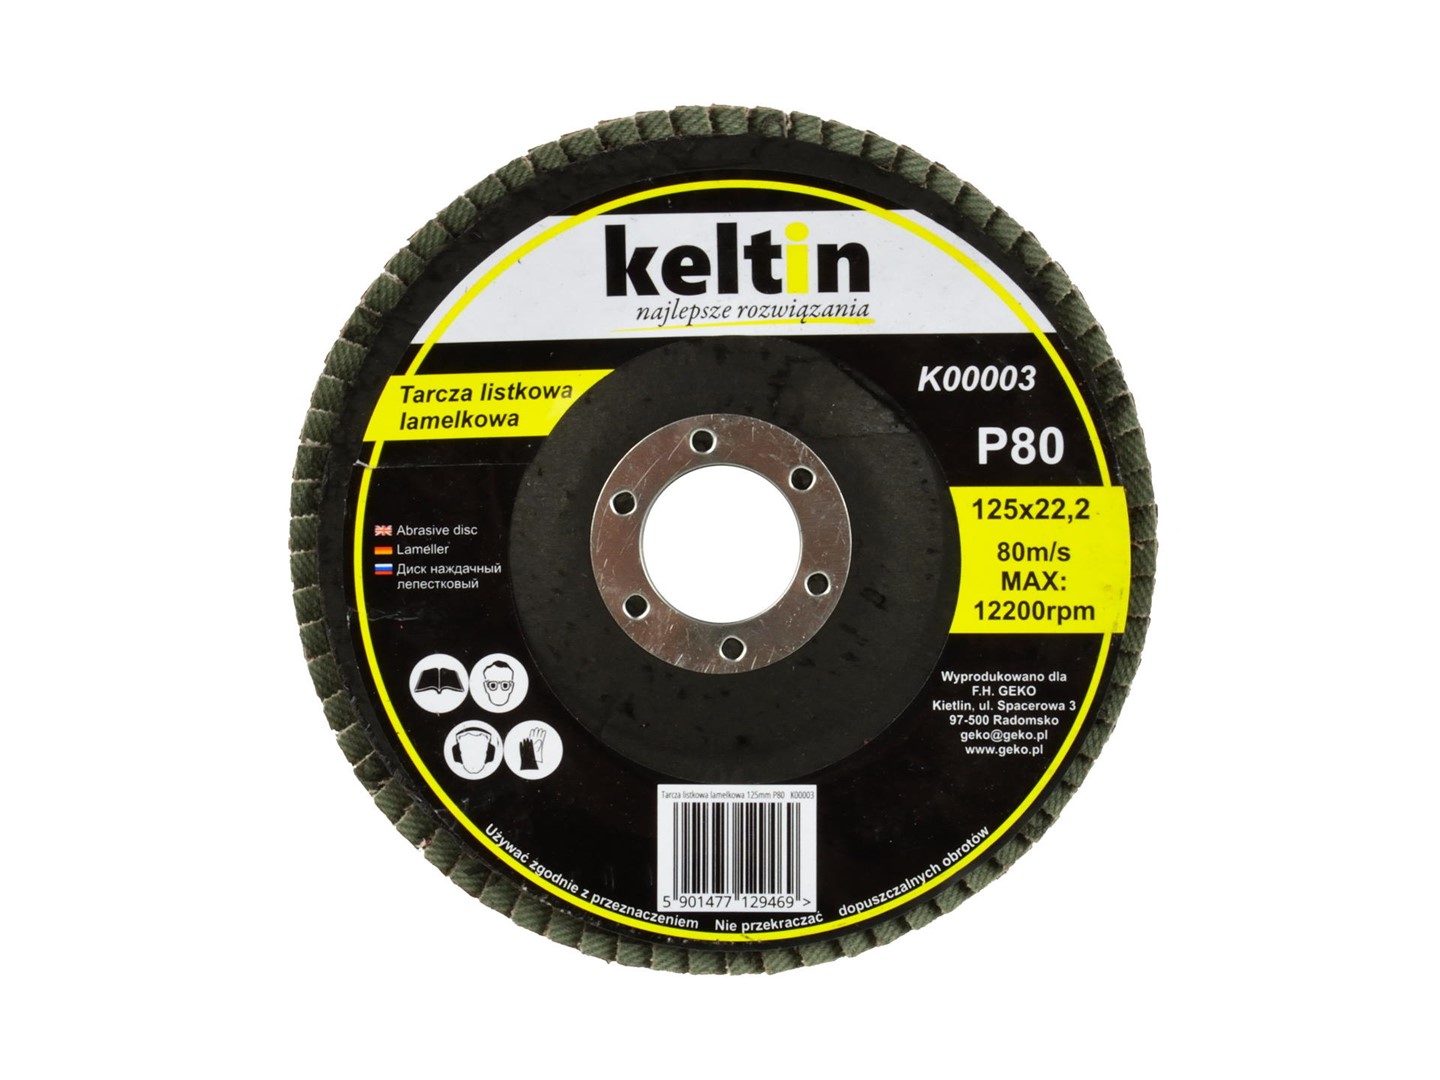 keltin
najlepsze rozwiązania
K00003
Tarcza listkowa
lamelkowa
P80
125x22,2
80m/s
MAX:
12200rpm
Abrasive disc
Lameller
Диск наждачный
лепестковый
Wyprodukowano dla
F.H. GEKO
Kietlin, ul. Spacerowa 3
97-500 Radomsko
geko@geko.pl
www.geko.pl
Tarcza listkowa lamelkowa 125mm P80 K00003
5 901477 129469 >
Używać zgodnie z przeznaczeniem Nie przekraczać dopuszczalnych obrotów